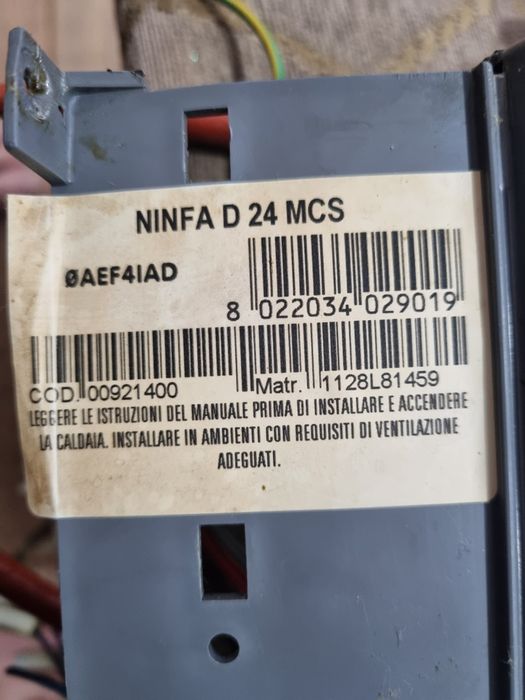 NINFA D 24 MCS
0AEF4IAD
8 022034 029019
COD. 00921400 Matr. 1128L81459
LEGGERE LE ISTRUZIONI DEL MANUALE PRIMA DI INSTALLARE E ACCENDERE
LA CALDAIA. INSTALLARE IN AMBIENTI CON REQUISITI DI VENTILAZIONE
ADEGUATI.